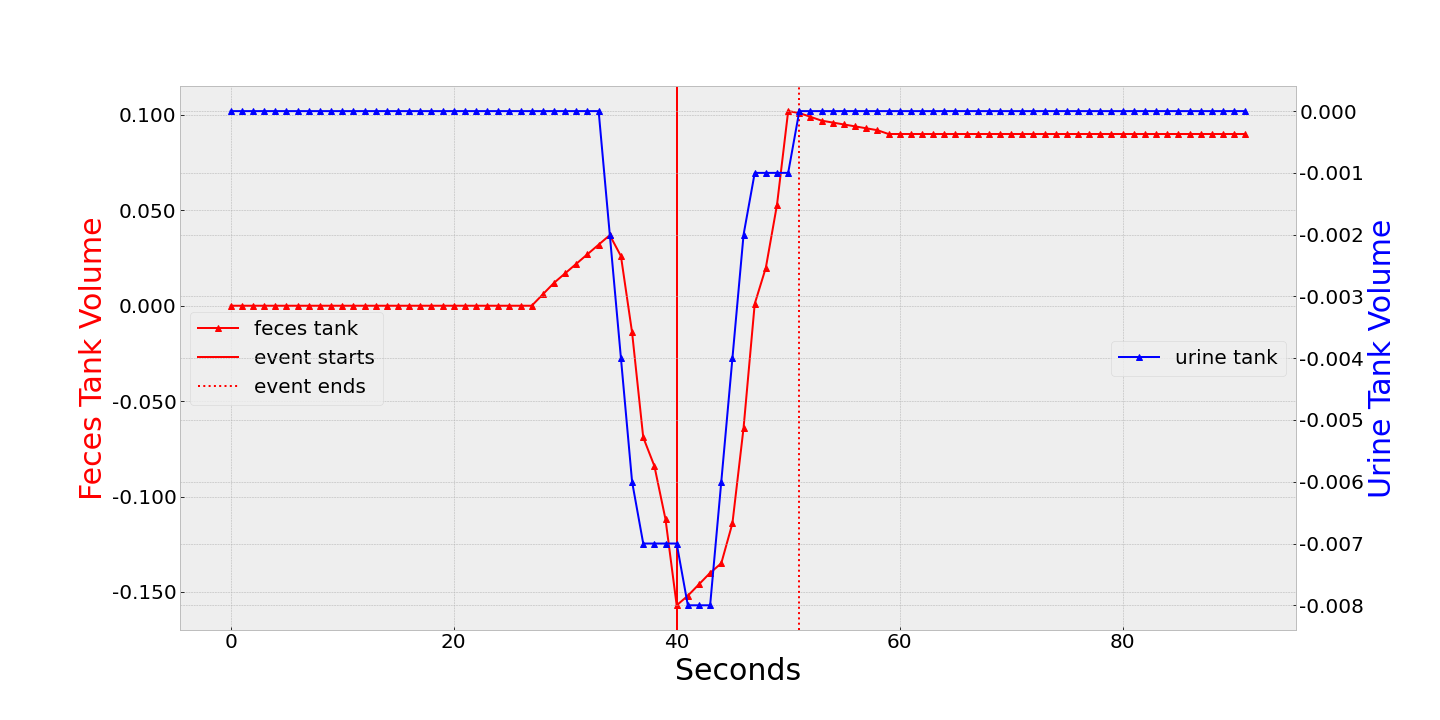 0.100
0.050
0.000
-0.050
-0.100
-0.150
Feces Tank Volume
feces tank
event starts
event ends
urine tank
0.000
-0.001
-0.002
-0.003
-0.004
-0.005
-0.006
-0.007
-0.008
Urine Tank Volume
0 20 40 60 80
Seconds